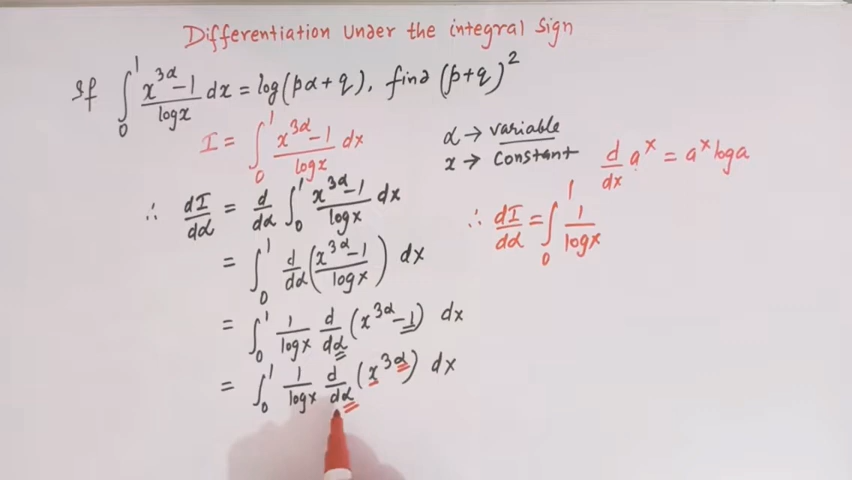 Differentiation Under the integral Sign
If ∫₀¹ (x^{3α} − 1)/(log x) dx = log(pα + q), find (p+q)²
I = ∫₀¹ (x^{3α} − 1)/(log x) dx
α → variable
x → constant
d/dx a^x = a^x log a
∴ dI/dα = d/dα ∫₀¹ (x^{3α} − 1)/(log x) dx
= ∫₀¹ d/dα ((x^{3α} − 1)/(log x)) dx
= ∫₀¹ 1/(log x) d/dα (x^{3α} − 1) dx
= ∫₀¹ 1/(log x) d/dα (x^{3α}) dx
∴ dI/dα = ∫₀¹ 1/(log x)